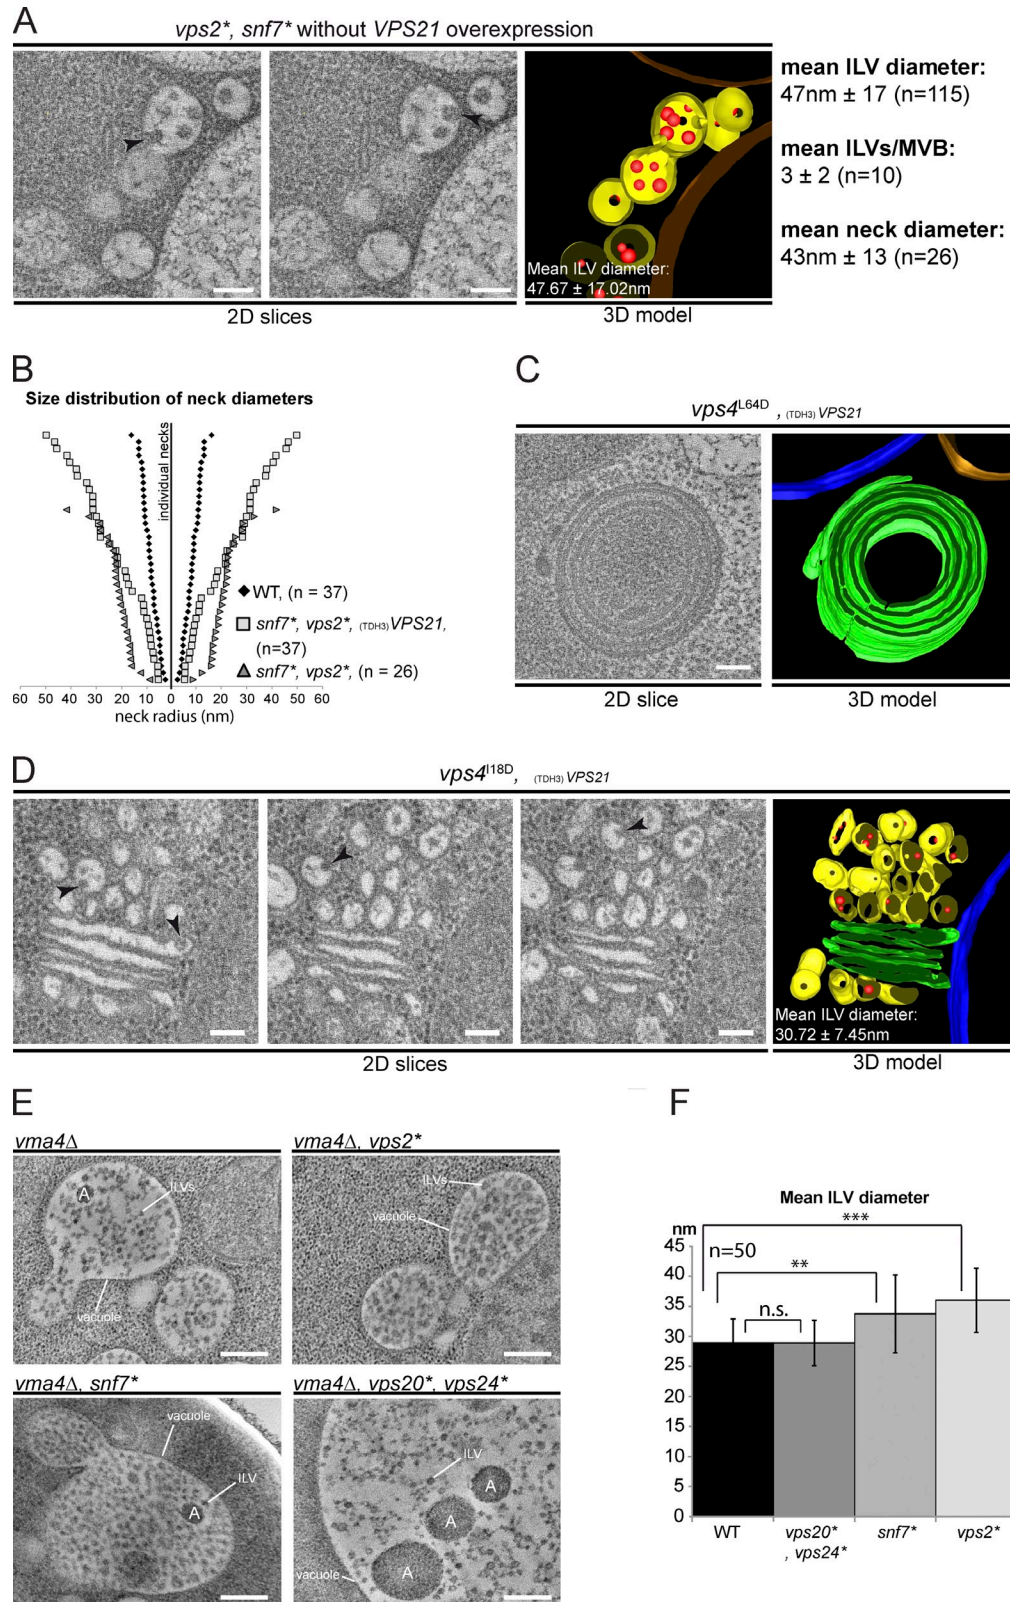 A
vps2*, snf7* without VPS21 overexpression
mean ILV diameter:
47nm ± 17 (n=115)
mean ILVs/MVB:
3 ± 2 (n=10)
mean neck diameter:
43nm ± 13 (n=26)
Mean ILV diameter:
47.67 ± 17.02nm
2D slices
3D model
B
Size distribution of neck diameters
individual necks
WT, (n = 37)
snf7*, vps2*, (TDH3)VPS21,
(n=37)
snf7*, vps2*, (n = 26)
60 50 40 30 20 10 0 10 20 30 40 50 60
neck radius (nm)
C
vps4L64D , (TDH3) VPS21
2D slice
3D model
D
vps4I18D, (TDH3) VPS21
Mean ILV diameter:
30.72 ± 7.45nm
2D slices
3D model
E
vma4Δ
A
ILVs
vacuole
vma4Δ, vps2*
ILVs
vacuole
vma4Δ, snf7*
vacuole
ILV
A
vma4Δ, vps20*, vps24*
ILV
A
A
A
vacuole
F
Mean ILV diameter
nm
***
n=50
**
n.s.
45
40
35
30
25
20
15
10
5
0
WT
vps20*
, vps24*
snf7*
vps2*